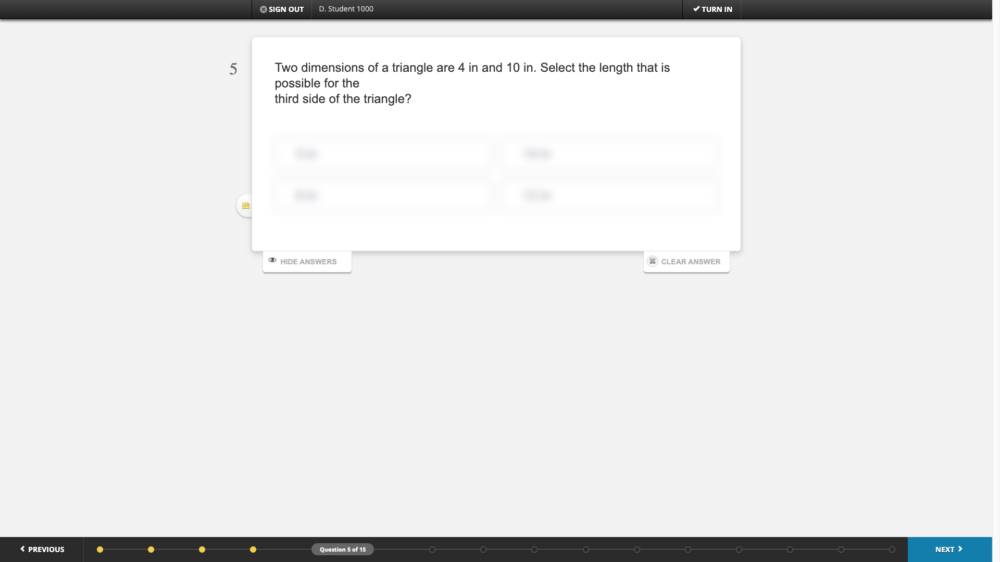 SIGN OUT
D. Student 1000
TURN IN
5
Two dimensions of a triangle are 4 in and 10 in. Select the length that is
possible for the
third side of the triangle?
HIDE ANSWERS
CLEAR ANSWER
PREVIOUS
Question 5 of 15
NEXT